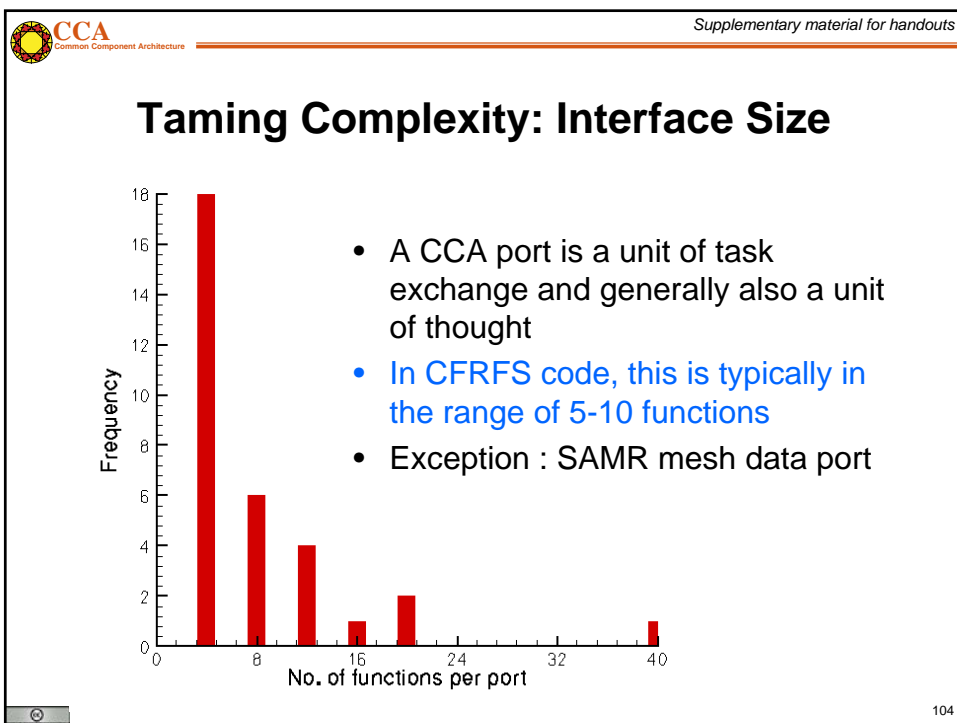 CCA
Common Component Architecture
Supplementary material for handouts
Taming Complexity: Interface Size
18
16
14
12
10
8
6
4
2
0
Frequency
0 8 16 24 32 40
No. of functions per port
• A CCA port is a unit of task
exchange and generally also a unit
of thought
• In CFRFS code, this is typically in
the range of 5-10 functions
• Exception : SAMR mesh data port
cc
104